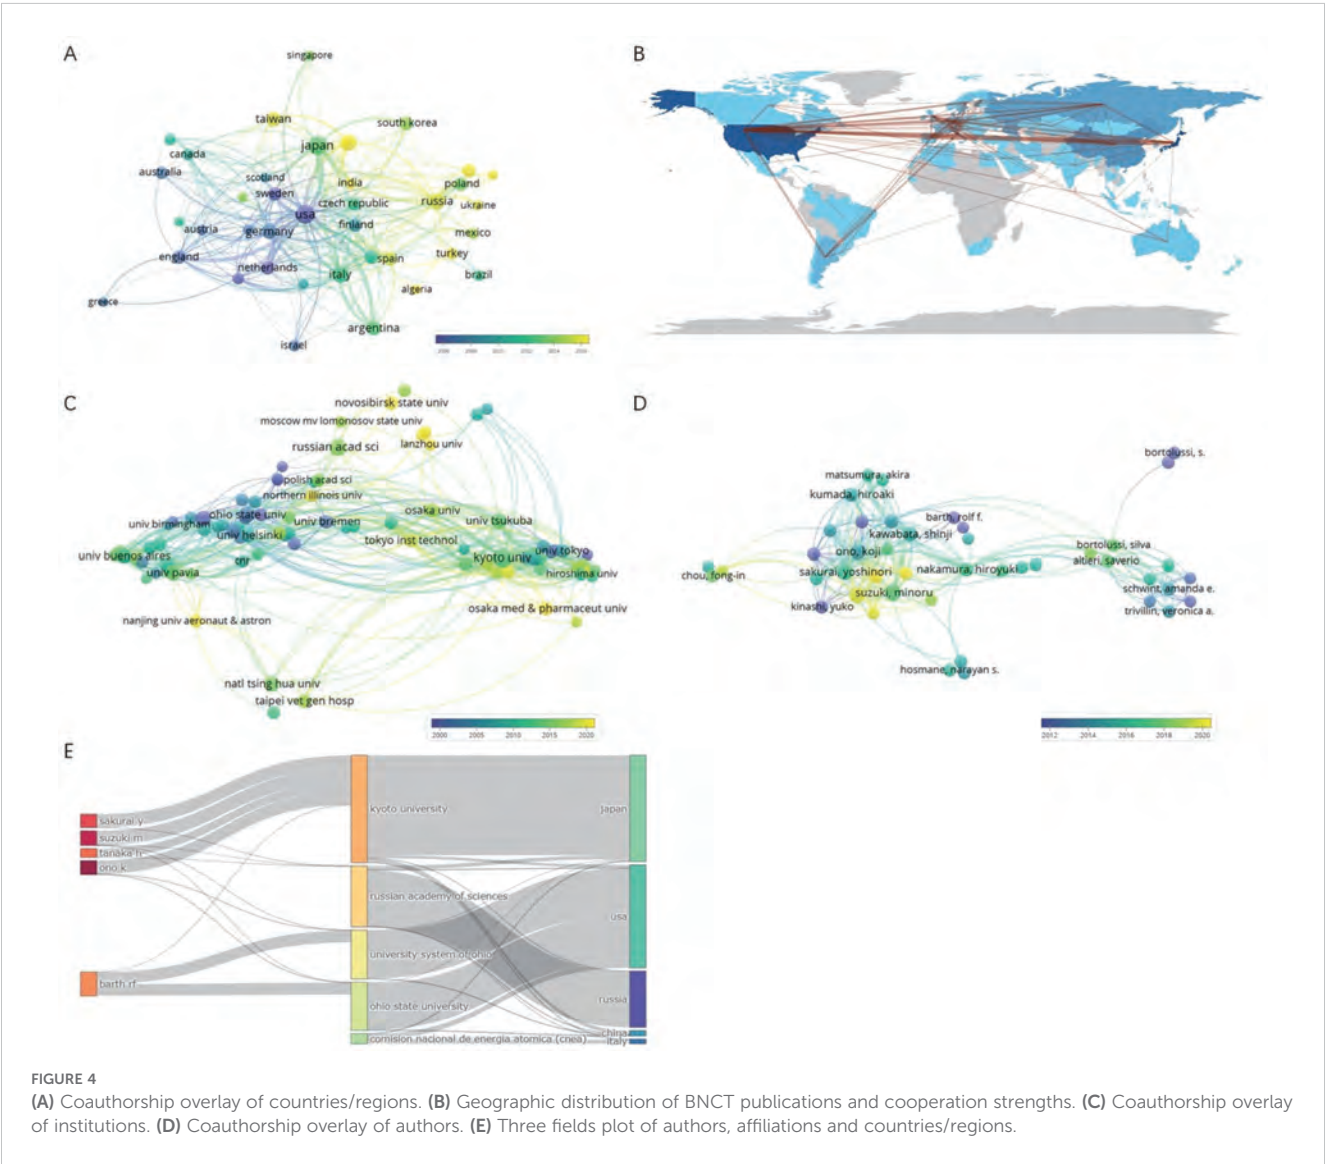 A
singapore
taiwan
south korea
japan
canada
australia
scotland
india
poland
sweden
czech republic
russia
ukraine
usa
austria
germany
finland
mexico
england
netherlands
spain
turkey
italy
brazil
algeria
greece
argentina
israel
B
C
novosibirsk state univ
moscow mv lomonosov state univ
lanzhou univ
russian acad sci
polish acad sci
northern illinois univ
ohio state univ
osaka univ
univ birmingham
univ bremen
univ tsukuba
univ helsinki
tokyo inst technol
univ buenos aires
cnr
kyoto univ
univ tokyo
univ pavia
hiroshima univ
osaka med & pharmaceut univ
nanjing univ aeronaut & astron
natl tsing hua univ
taipei vet gen hosp
2000 2005 2010 2015 2020
D
bortolussi, s.
matsumura, akira
kumada, hiroaki
barth, rolf f.
kawabata, shinji
ono, koji
bortolussi, silva
altieri, saverio
chou, fong-in
sakurai, yoshinori
nakamura, hiroyuki
suzuki, minoru
schwint, amanda e.
kinashi, yuko
trivillin, veronica a.
hosmane, narayan s.
2012 2014 2016 2018 2020
E
sakurai y
suzuki m
tanaka h
ono k
barth rf
kyoto university
russian academy of sciences
university system of ohio
ohio state university
comision nacional de energia atomica (cnea)
japan
usa
russia
china
italy
FIGURE 4
(A) Coauthorship overlay of countries/regions. (B) Geographic distribution of BNCT publications and cooperation strengths. (C) Coauthorship overlay
of institutions. (D) Coauthorship overlay of authors. (E) Three fields plot of authors, affiliations and countries/regions.